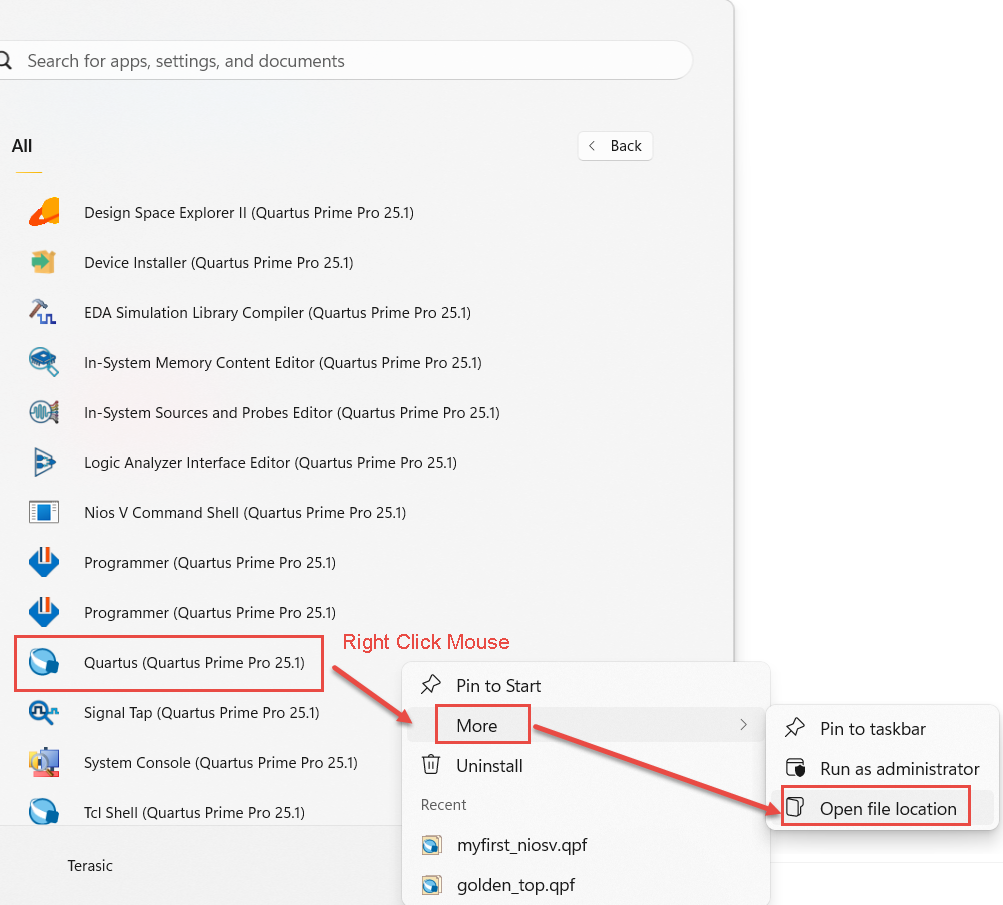 Search for apps, settings, and documents
All
Back
Design Space Explorer II (Quartus Prime Pro 25.1)
Device Installer (Quartus Prime Pro 25.1)
EDA Simulation Library Compiler (Quartus Prime Pro 25.1)
In-System Memory Content Editor (Quartus Prime Pro 25.1)
In-System Sources and Probes Editor (Quartus Prime Pro 25.1)
Logic Analyzer Interface Editor (Quartus Prime Pro 25.1)
Nios V Command Shell (Quartus Prime Pro 25.1)
Programmer (Quartus Prime Pro 25.1)
Programmer (Quartus Prime Pro 25.1)
Quartus (Quartus Prime Pro 25.1)
Signal Tap (Quartus Prime Pro 25.1)
System Console (Quartus Prime Pro 25.1)
Tcl Shell (Quartus Prime Pro 25.1)
Terasic
Right Click Mouse
Pin to Start
More
Uninstall
Recent
myfirst_niosv.qpf
golden_top.qpf
Pin to taskbar
Run as administrator
Open file location